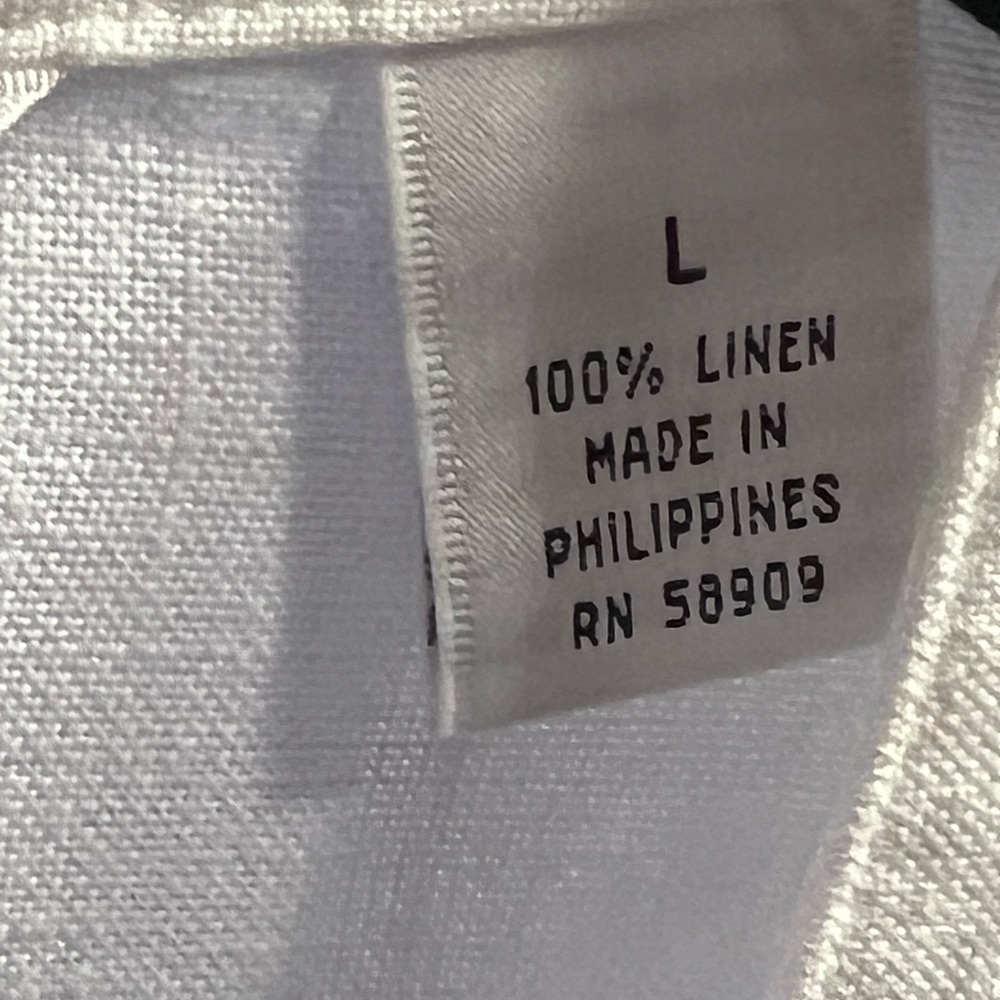 L
100% LINEN
MADE IN
PHILIPPINES
RN 58909